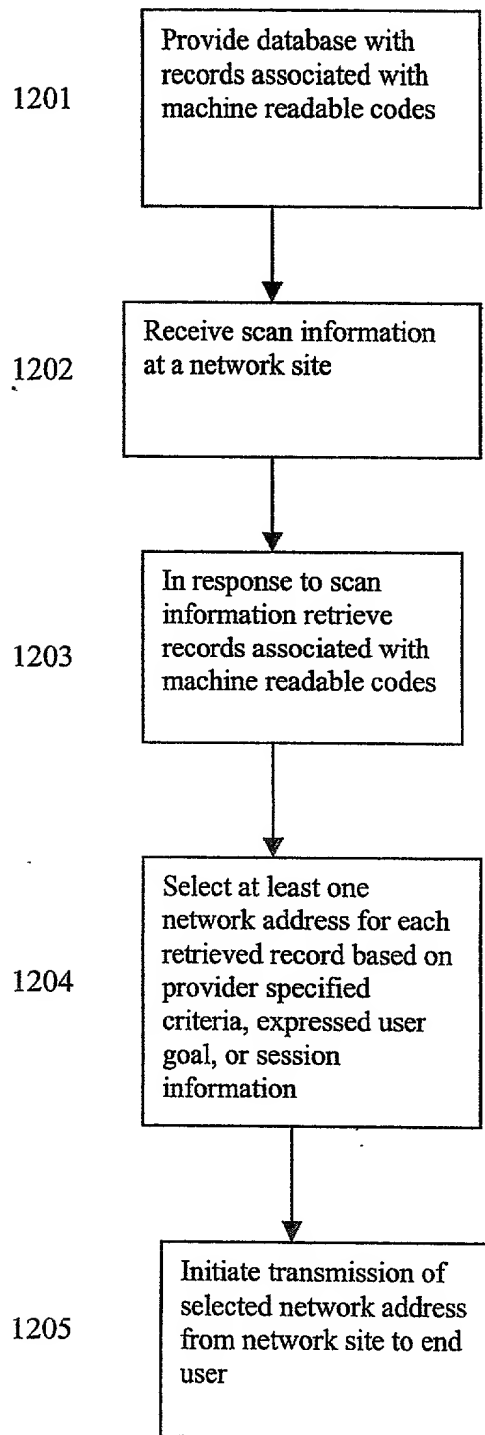 Provide database with
records associated with
machine readable codes
1201
Receive scan information
at a network site
1202
In response to scan
information retrieve
records associated with
machine readable codes
1203
Select at least one
network address for each
retrieved record based on
provider specified
criteria, expressed user
goal, or session
information
1204
Initiate transmission of
selected network address
from network site to end
user
1205